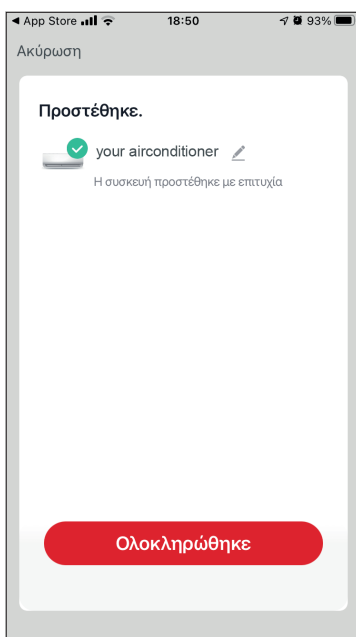 App Store 18:50 93%
Ακύρωση
Προστέθηκε.
your airconditioner
Η συσκευή προστέθηκε με επιτυχία
Ολοκληρώθηκε